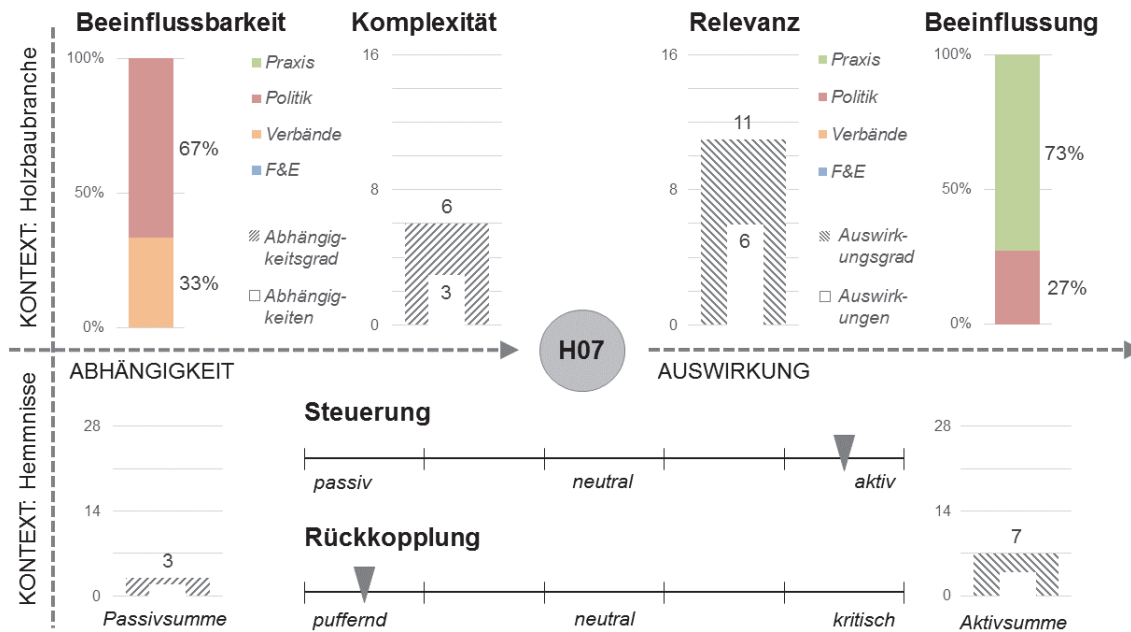 Beeinflussbarkeit
Komplexität
Relevanz
Beeinflussung
KONTEXT: Holzbaubranche
100%
50%
0%
67%
33%
Praxis
Politik
Verbände
F&E
Abhängig-
keitsgrad
Abhängig-
keiten
16
8
0
6
3
16
8
0
11
6
Praxis
Politik
Verbände
F&E
Auswirk-
ungsgrad
Auswirk-
ungen
100%
50%
0%
73%
27%
ABHÄNGIGKEIT
H07
AUSWIRKUNG
KONTEXT: Hemmnisse
28
14
0
3
Passivsumme
Steuerung
passiv
neutral
aktiv
Rückkopplung
puffernd
neutral
kritisch
28
14
0
7
Aktivsumme